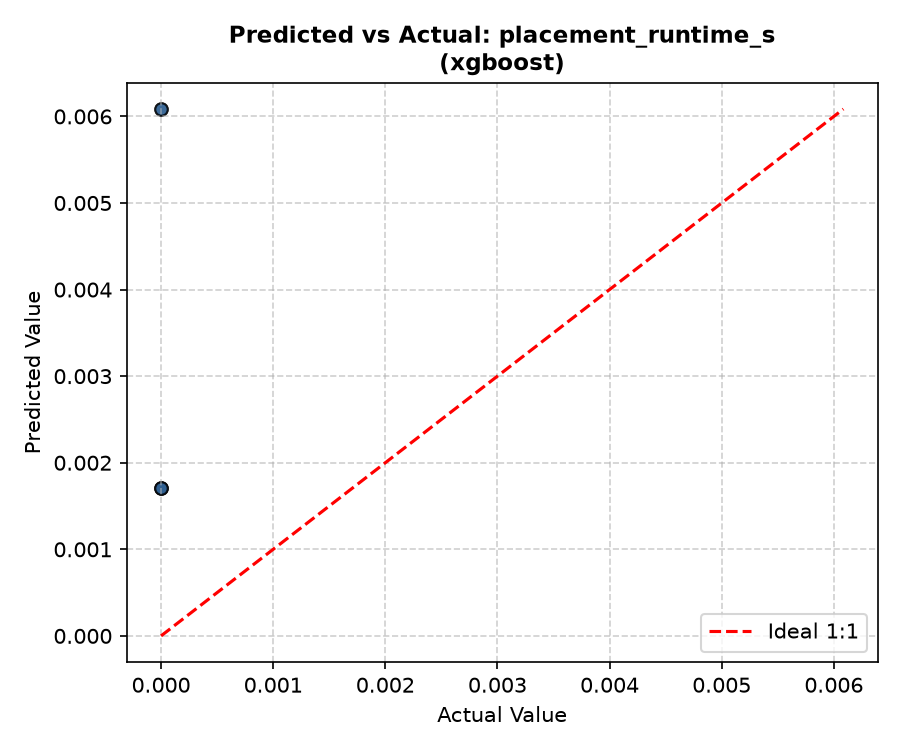 Predicted vs Actual: placement_runtime_s
(xgboost)
Predicted Value
0.006
0.005
0.004
0.003
0.002
0.001
0.000
Ideal 1:1
0.000 0.001 0.002 0.003 0.004 0.005 0.006
Actual Value